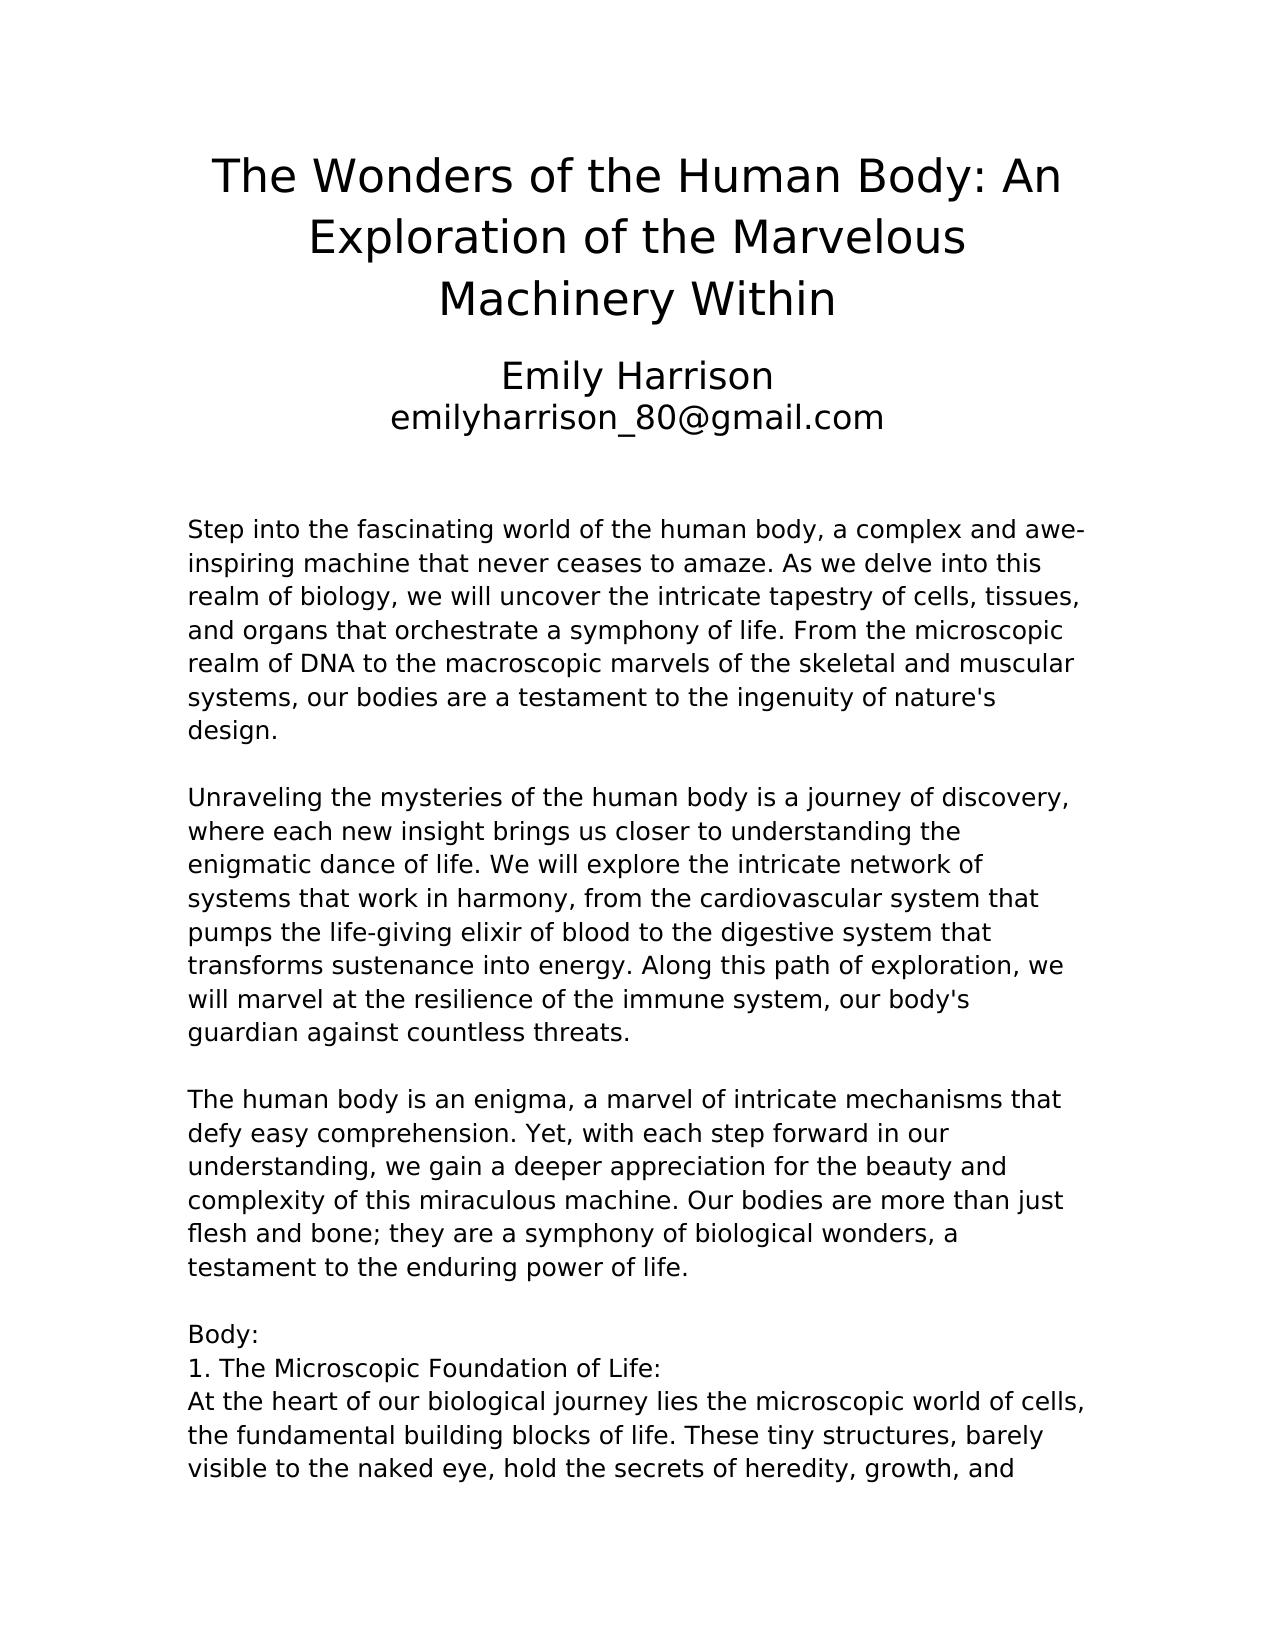 The Wonders of the Human Body: An
Exploration of the Marvelous
Machinery Within
Emily Harrison
emilyharrison_80@gmail.com
Step into the fascinating world of the human body, a complex and awe-
inspiring machine that never ceases to amaze. As we delve into this
realm of biology, we will uncover the intricate tapestry of cells, tissues,
and organs that orchestrate a symphony of life. From the microscopic
realm of DNA to the macroscopic marvels of the skeletal and muscular
systems, our bodies are a testament to the ingenuity of nature's
design.
Unraveling the mysteries of the human body is a journey of discovery,
where each new insight brings us closer to understanding the
enigmatic dance of life. We will explore the intricate network of
systems that work in harmony, from the cardiovascular system that
pumps the life-giving elixir of blood to the digestive system that
transforms sustenance into energy. Along this path of exploration, we
will marvel at the resilience of the immune system, our body's
guardian against countless threats.
The human body is an enigma, a marvel of intricate mechanisms that
defy easy comprehension. Yet, with each step forward in our
understanding, we gain a deeper appreciation for the beauty and
complexity of this miraculous machine. Our bodies are more than just
flesh and bone; they are a symphony of biological wonders, a
testament to the enduring power of life.
Body:
1. The Microscopic Foundation of Life:
At the heart of our biological journey lies the microscopic world of cells,
the fundamental building blocks of life. These tiny structures, barely
visible to the naked eye, hold the secrets of heredity, growth, and